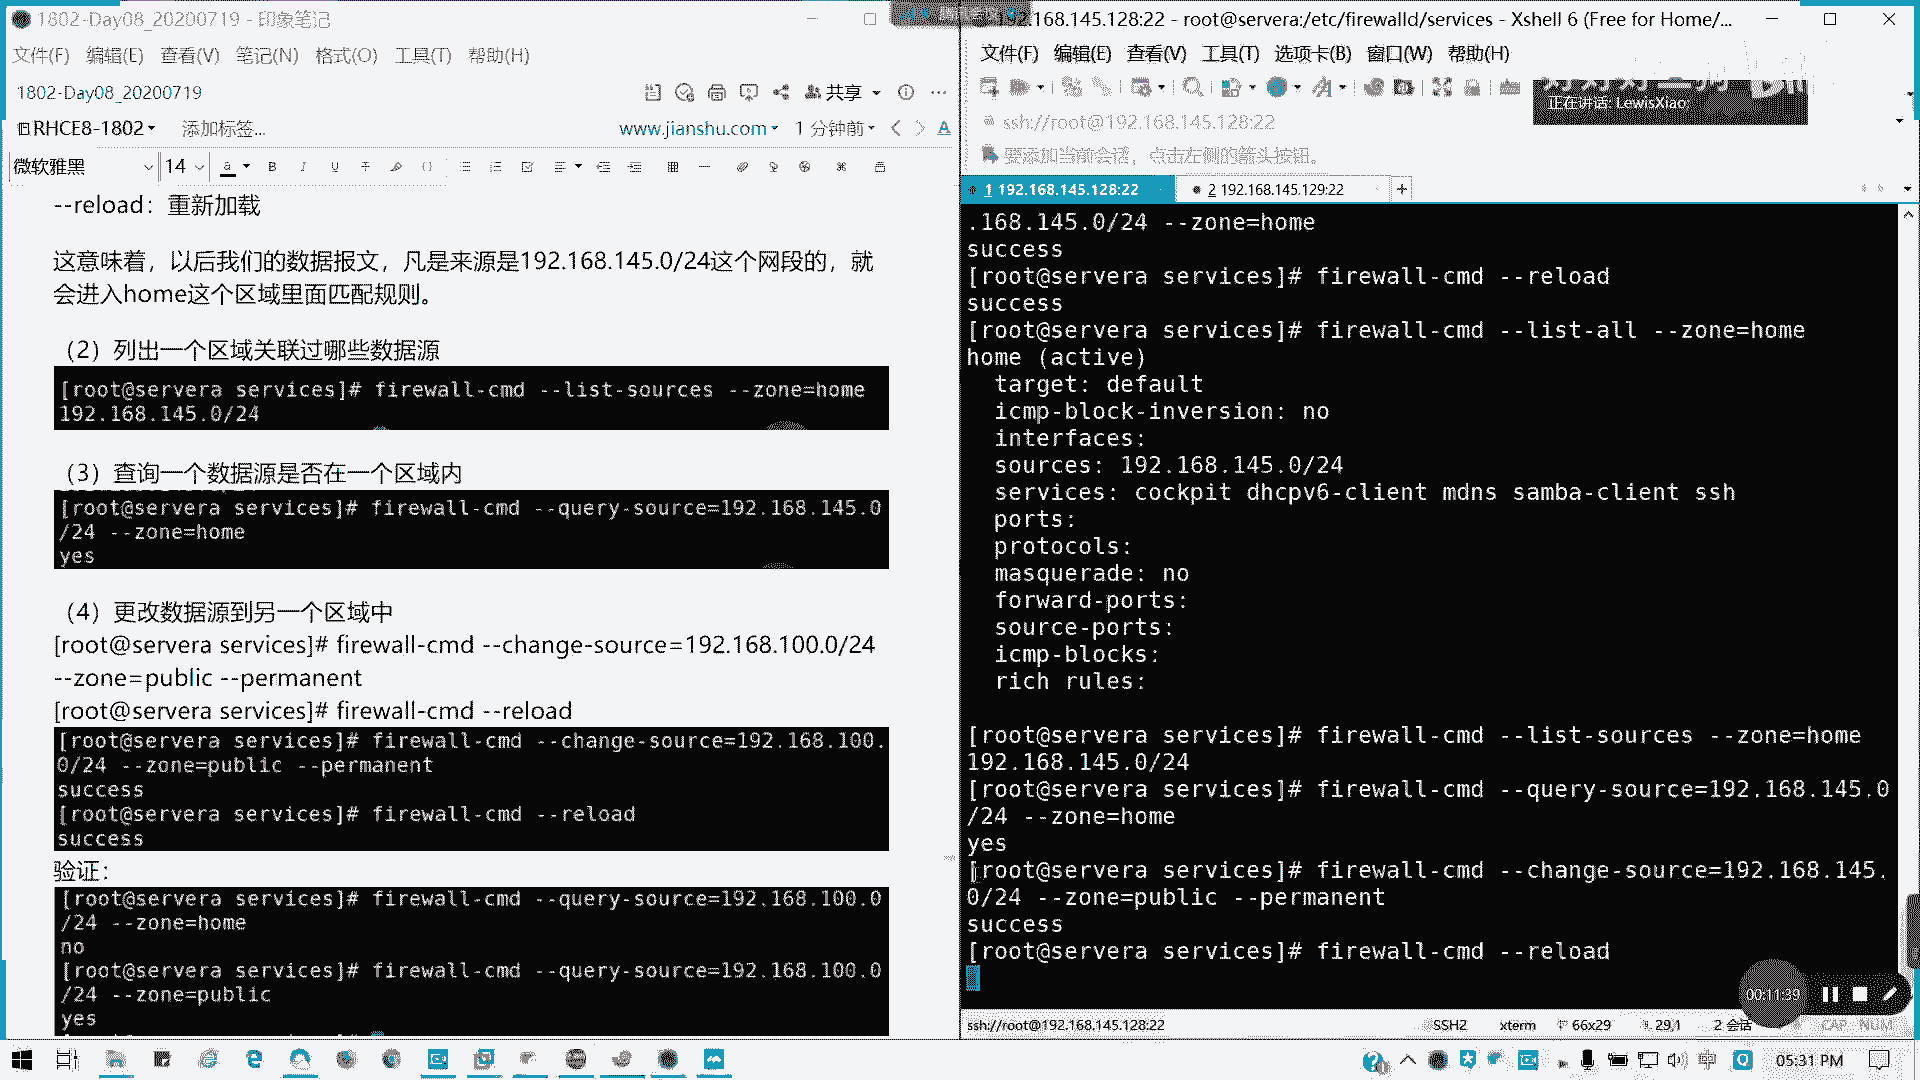 1802-Day08_20200719 - 印象笔记
文件(F) 编辑(E) 查看(V) 笔记(N) 格式(O) 工具(T) 帮助(H)
1802-Day08_20200719
共享
RHCE8-1802
添加标签...
www.jianshu.com
1 分钟前
微软雅黑
14
--reload：重新加载
这意味着，以后我们的数据报文，凡是来源是192.168.145.0/24这个网段的，就
会进入home这个区域里面匹配规则。
（2）列出一个区域关联过哪些数据源
[root@servera services]# firewall-cmd --list-sources --zone=home
192.168.145.0/24
（3）查询一个数据源是否在一个区域内
[root@servera services]# firewall-cmd --query-source=192.168.145.0
/24 --zone=home
yes
（4）更改数据源到另一个区域中
[root@servera services]# firewall-cmd --change-source=192.168.100.0/24
--zone=public --permanent
[root@servera services]# firewall-cmd --reload
[root@servera services]# firewall-cmd --change-source=192.168.100.
0/24 --zone=public --permanent
success
[root@servera services]# firewall-cmd --reload
success
验证：
[root@servera services]# firewall-cmd --query-source=192.168.100.0
/24 --zone=home
no
[root@servera services]# firewall-cmd --query-source=192.168.100.0
/24 --zone=public
yes
.168.145.128:22 - root@servera:/etc/firewalld/services - Xshell 6 (Free for Home/...
文件(F) 编辑(E) 查看(V) 工具(T) 选项卡(B) 窗口(W) 帮助(H)
正在讲话: LewisXiao;
ssh://root@192.168.145.128:22
要添加当前会话，点击左侧的箭头按钮。
1 192.168.145.128:22
2 192.168.145.129:22
.168.145.0/24 --zone=home
success
[root@servera services]# firewall-cmd --reload
success
[root@servera services]# firewall-cmd --list-all --zone=home
home (active)
target: default
icmp-block-inversion: no
interfaces:
sources: 192.168.145.0/24
services: cockpit dhcpv6-client mdns samba-client ssh
ports:
protocols:
masquerade: no
forward-ports:
source-ports:
icmp-blocks:
rich rules:
[root@servera services]# firewall-cmd --list-sources --zone=home
192.168.145.0/24
[root@servera services]# firewall-cmd --query-source=192.168.145.0
/24 --zone=home
yes
[root@servera services]# firewall-cmd --change-source=192.168.145.
0/24 --zone=public --permanent
success
[root@servera services]# firewall-cmd --reload
00:11:39
ssh://root@192.168.145.128:22
SSH2
xterm
66x29
29,1
2 会话
CAP NUM
中
05:31 PM